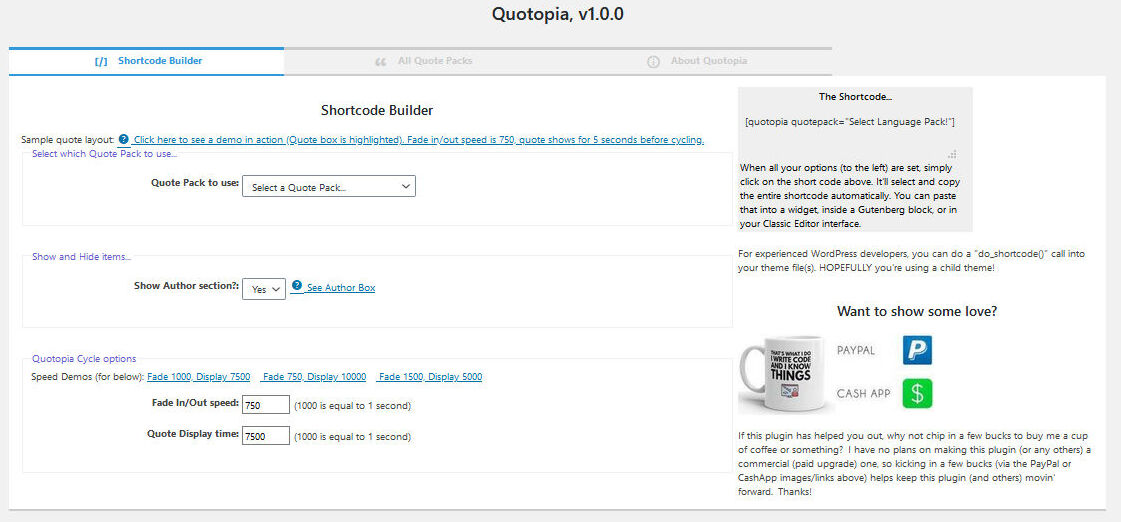 Quotopia, v1.0.0
[/] Shortcode Builder
All Quote Packs
About Quotopia
Shortcode Builder
Sample quote layout: ? Click here to see a demo in action (Quote box is highlighted). Fade in/out speed is 750, quote shows for 5 seconds before cycling.
Select which Quote Pack to use...
Quote Pack to use: Select a Quote Pack...
Show and Hide items...
Show Author section?: Yes ? See Author Box
Quotopia Cycle options
Speed Demos (for below): Fade 1000, Display 7500 Fade 750, Display 10000 Fade 1500, Display 5000
Fade In/Out speed: 750 (1000 is equal to 1 second)
Quote Display time: 7500 (1000 is equal to 1 second)
The Shortcode...
[quotopia quotepack="Select Language Pack!"]
When all your options (to the left) are set, simply
click on the short code above. It'll select and copy
the entire shortcode automatically. You can paste
that into a widget, inside a Gutenberg block, or in
your Classic Editor interface.
For experienced WordPress developers, you can do a "do_shortcode()" call into
your theme file(s). HOPEFULLY you're using a child theme!
Want to show some love?
THAT'S WHAT I DO
I WRITE CODE
AND I KNOW
THINGS
PAYPAL
CASH APP
$
If this plugin has helped you out, why not chip in a few bucks to buy me a cup
of coffee or something? I have no plans on making this plugin (or any others) a
commercial (paid upgrade) one, so kicking in a few bucks (via the PayPal or
CashApp images/links above) helps keep this plugin (and others) movin'
forward. Thanks!